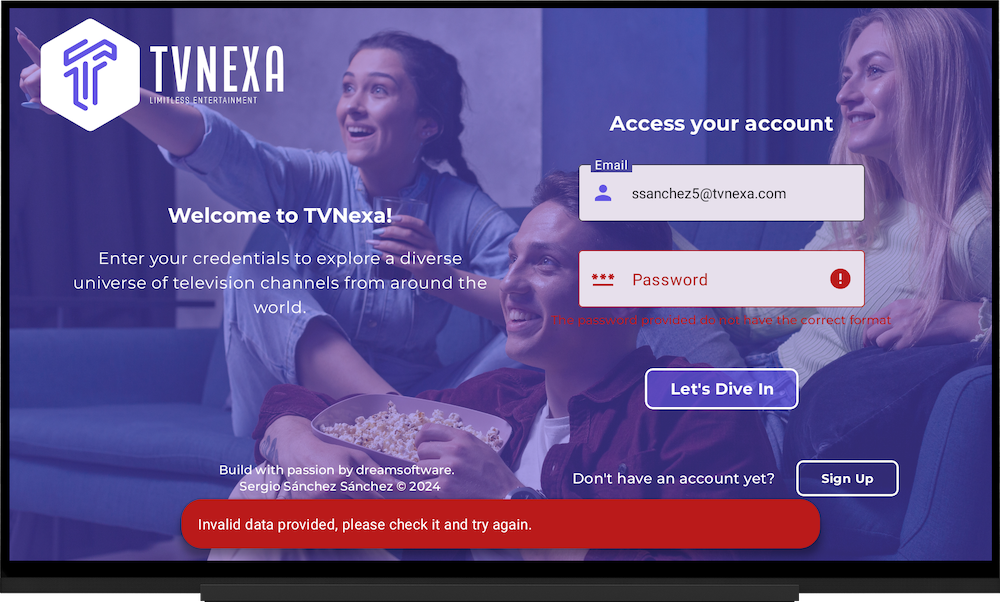 TVNEXA
LIMITLESS ENTERTAINMENT
Welcome to TVNexa!
Enter your credentials to explore a diverse
universe of television channels from around the
world.
Build with passion by dreamsoftware.
Sergio Sánchez Sánchez © 2024
Access your account
Email
ssanchez5@tvnexa.com
***
Password
!
The password provided do not have the correct format
Let's Dive In
Don't have an account yet?
Sign Up
Invalid data provided, please check it and try again.